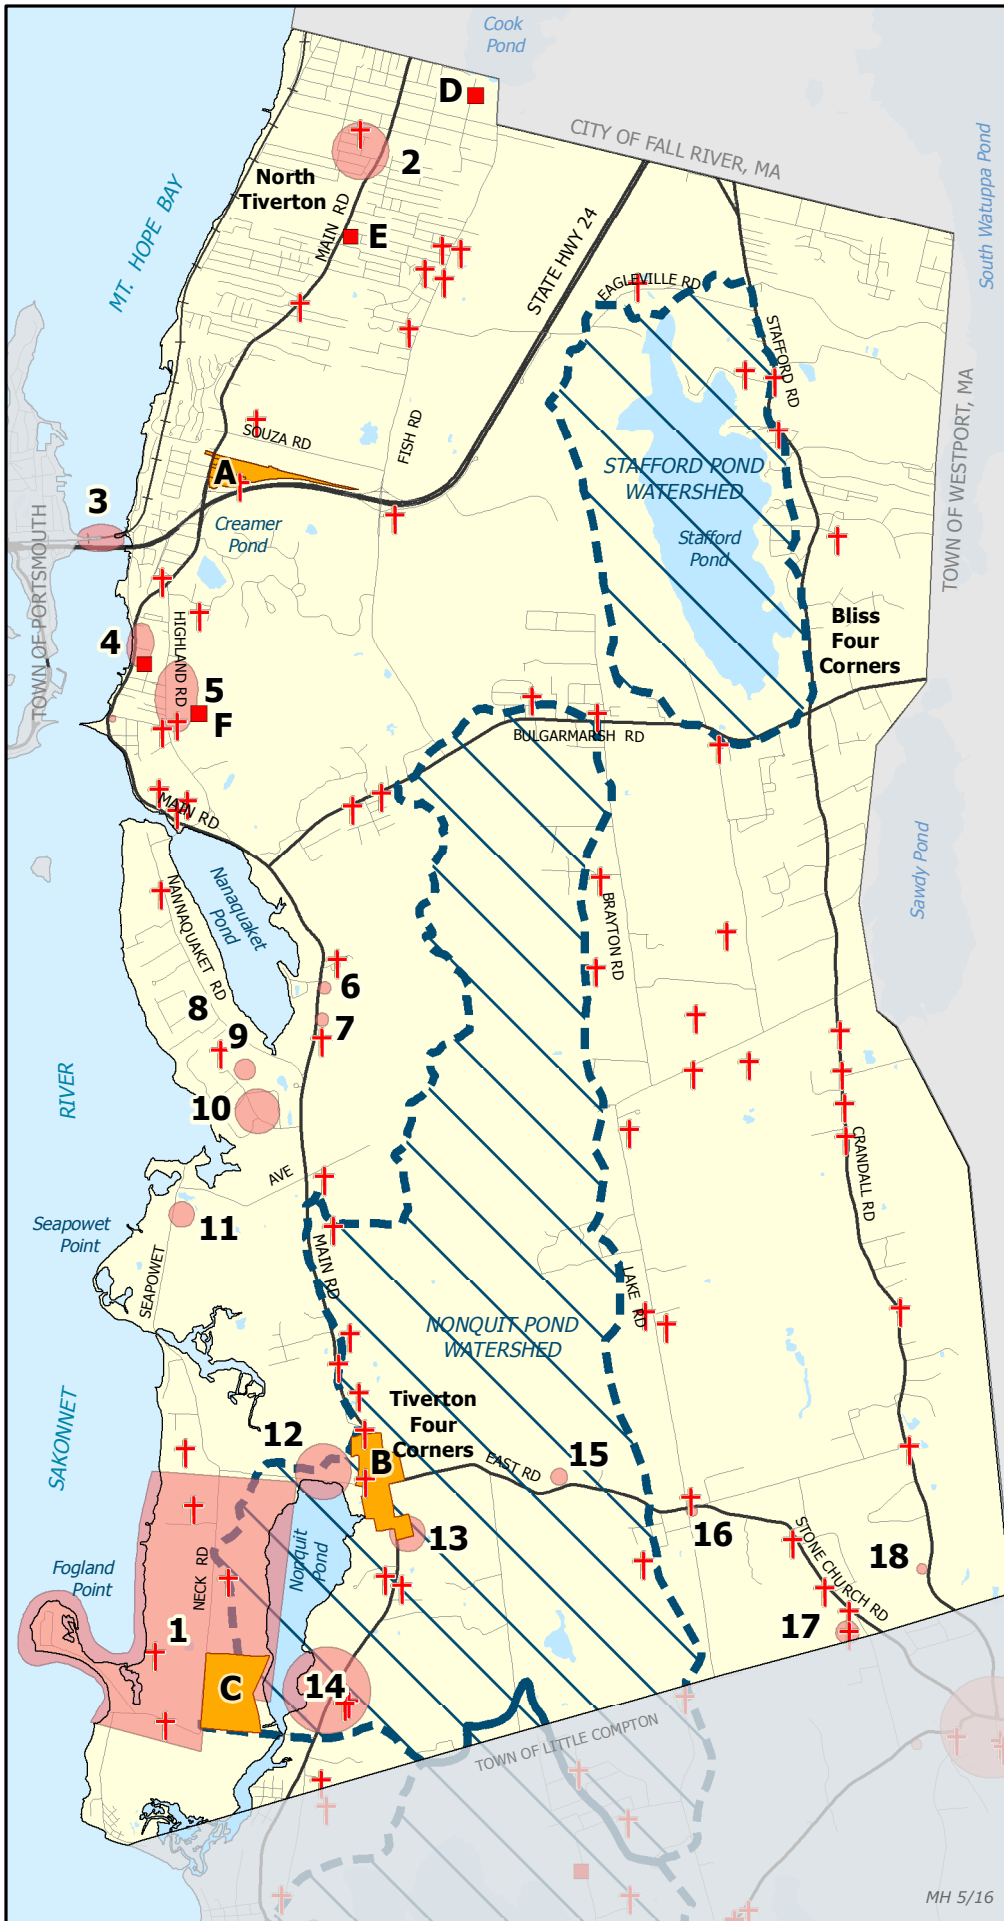 Cook
Pond
D
CITY OF FALL RIVER, MA
South Watuppa Pond
2
North
Tiverton
MAIN RD
E
MT. HOPE BAY
STATE HWY 24
EAGLEVILLE RD
STAFFORD RD
TOWN OF WESTPORT, MA
FISH RD
SOUZA RD
A
STAFFORD POND
WATERSHED
3
Creamer
Pond
Stafford
Pond
TOWN OF PORTSMOUTH
Bliss
Four
Corners
4
HIGHLAND RD
5
F
BULGARMARSH RD
MAIN RD
Sawdy Pond
NANNAQUAKET RD
Nanaquaket
Pond
BRAYTON RD
6
8
7
9
RIVER
10
CRANDALL RD
AVE
11
Seapowet
Point
SEAPOWET
MAIN RD
LAKE RD
NONQUIT POND
WATERSHED
Tiverton
Four
Corners
SAKONNET
12
B
EAST RD
15
16
13
STONE CHURCH RD
18
Fogland
Point
NECK RD
Nonquit
Pond
1
17
C
14
TOWN OF LITTLE COMPTON
MH 5/16